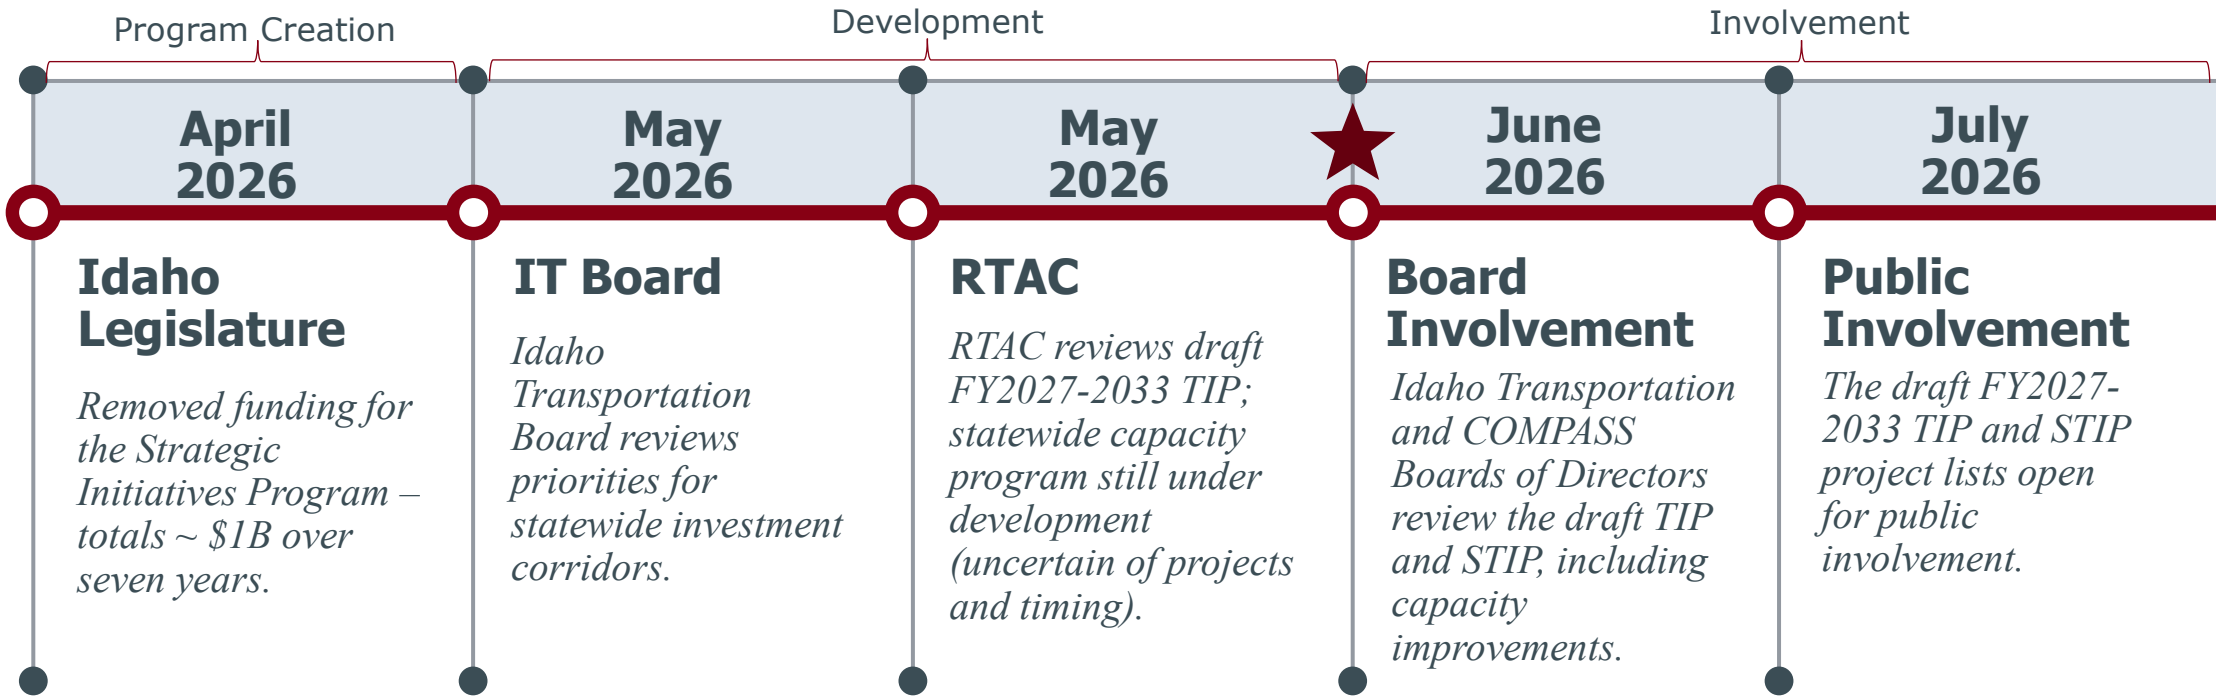 Program Creation
Development
Involvement
April
2026
May
2026
May
2026
June
2026
July
2026
Idaho
Legislature
Removed funding for
the Strategic
Initiatives Program –
totals ~ $1B over
seven years.
IT Board
Idaho
Transportation
Board reviews
priorities for
statewide investment
corridors.
RTAC
RTAC reviews draft
FY2027-2033 TIP;
statewide capacity
program still under
development
(uncertain of projects
and timing).
Board
Involvement
Idaho Transportation
and COMPASS
Boards of Directors
review the draft TIP
and STIP, including
capacity
improvements.
Public
Involvement
The draft FY2027-
2033 TIP and STIP
project lists open
for public
involvement.